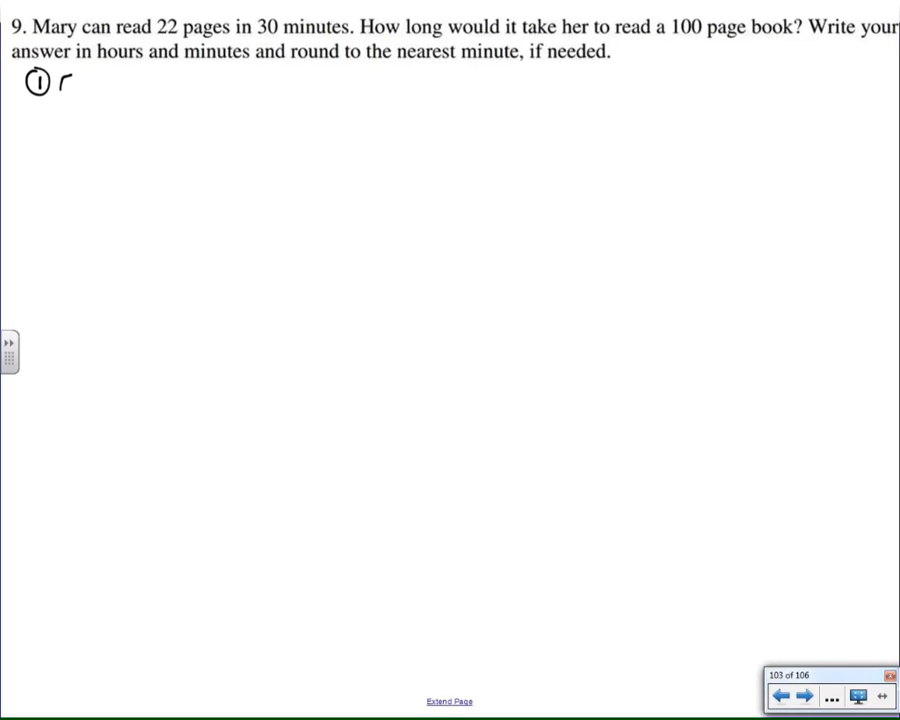 9. Mary can read 22 pages in 30 minutes. How long would it take her to read a 100 page book? Write your
answer in hours and minutes and round to the nearest minute, if needed.
① r
103 of 106
Extend Page